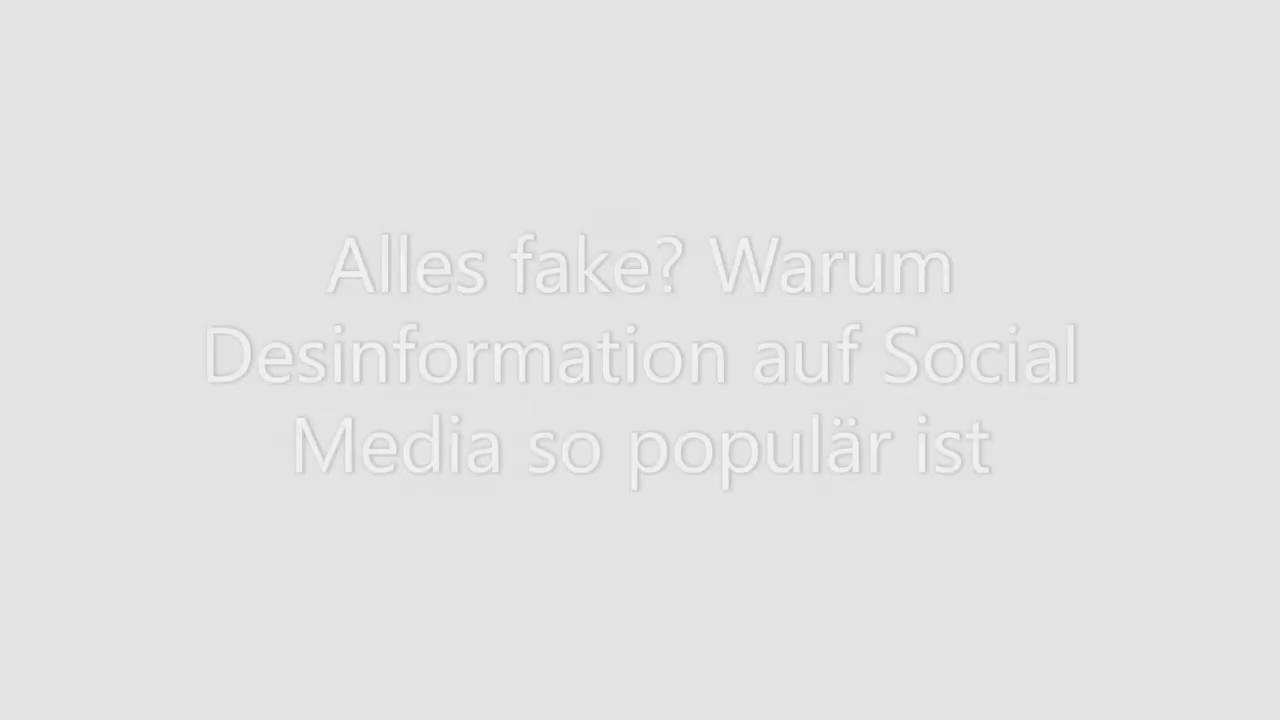 Alles fake? Warum
Desinformation auf Social
Media so populär ist